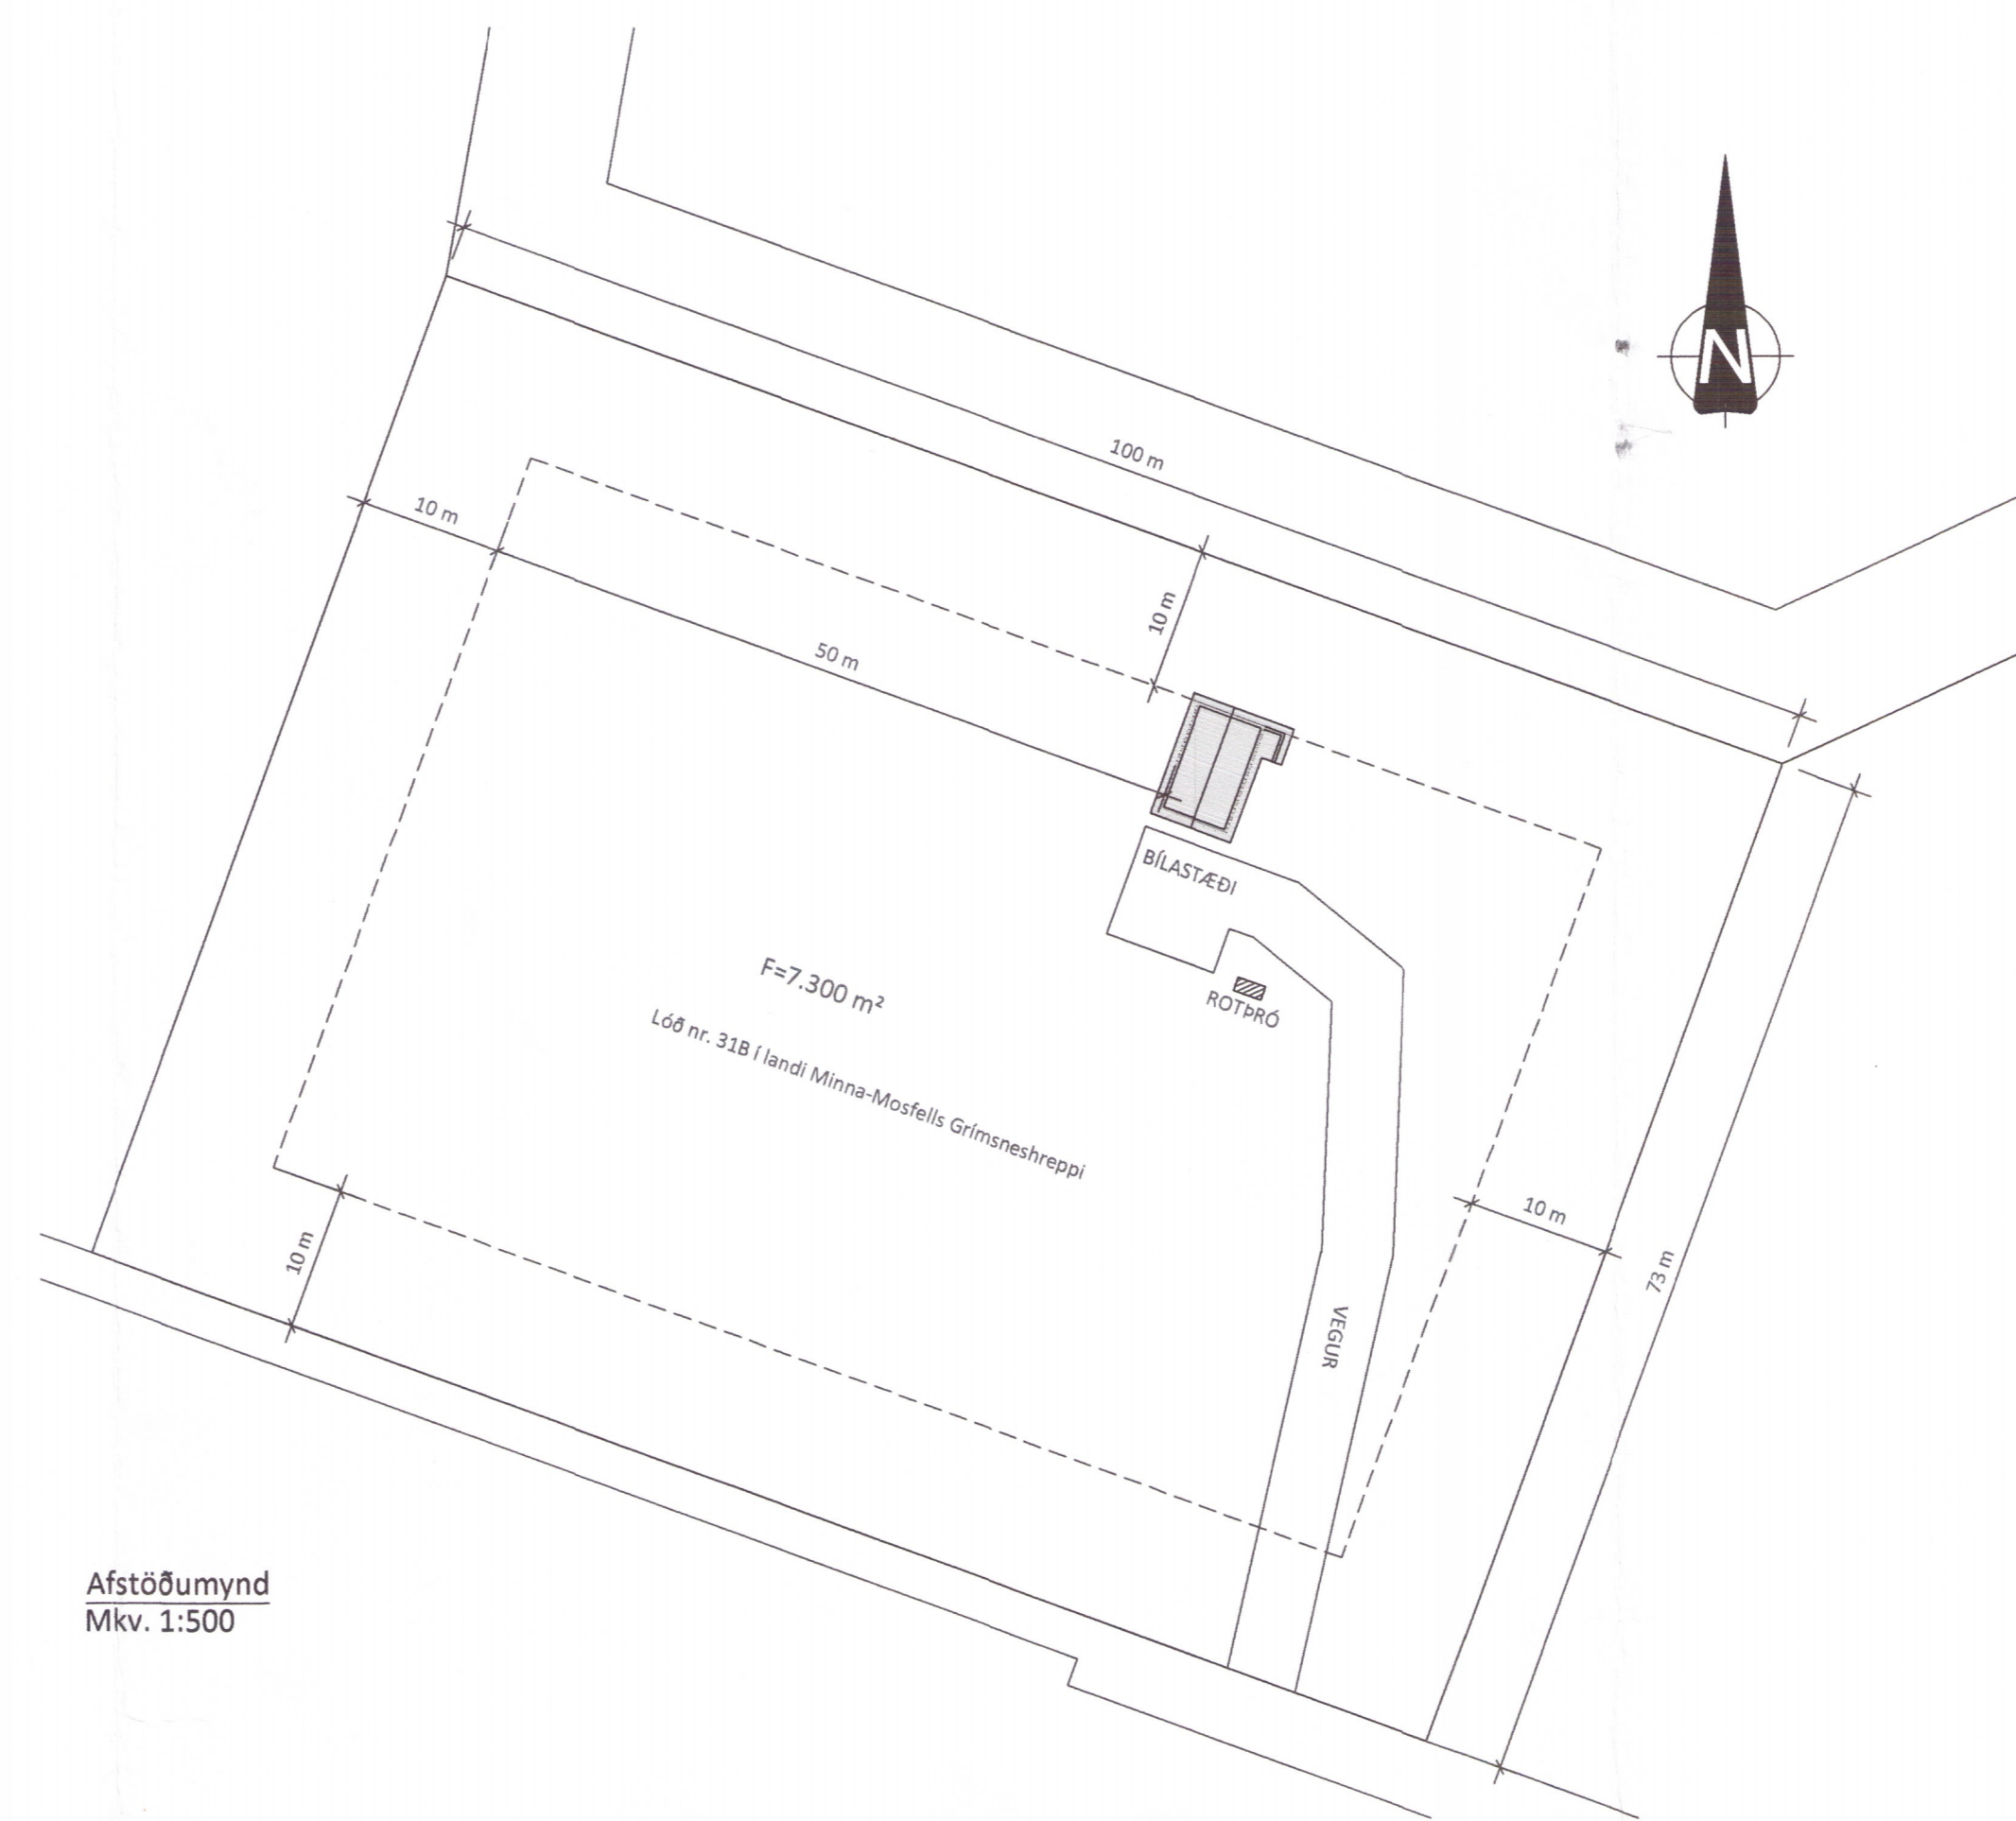 N
100 m
10 m
10 m
50 m
BÍLASTÆÐI
F=7.300 m²
ROTÞRÓ
Lóð nr. 31B í landi Minna-Mosfells Grímsneshreppi
10 m
10 m
73 m
VEGUR
Afstöðumynd
Mkv. 1:500